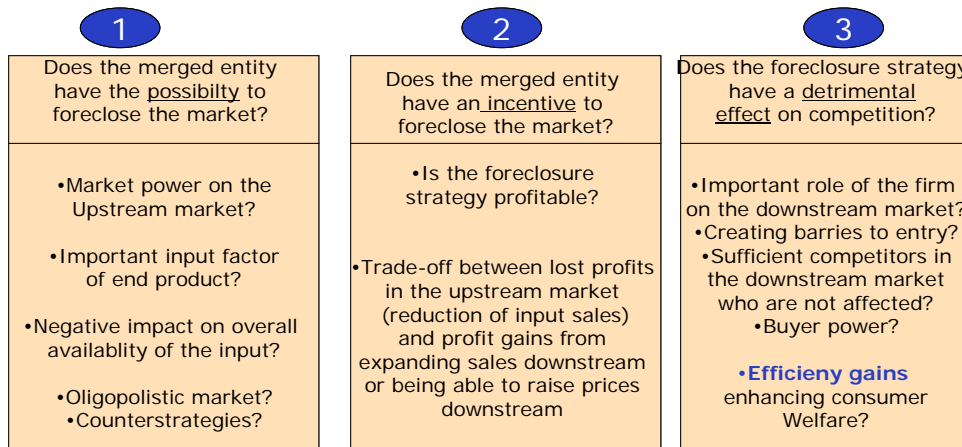 1
Does the merged entity
have the possibilty to
foreclose the market?
•Market power on the
Upstream market?
•Important input factor
of end product?
•Negative impact on overall
availablity of the input?
•Oligopolistic market?
•Counterstrategies?
2
Does the merged entity
have an incentive to
foreclose the market?
•Is the foreclosure
strategy profitable?
•Trade-off between lost profits
in the upstream market
(reduction of input sales)
and profit gains from
expanding sales downstream
or being able to raise prices
downstream
3
Does the foreclosure strategy
have a detrimental
effect on competition?
•Important role of the firm
on the downstream market?
•Creating barries to entry?
•Sufficient competitors in
the downstream market
who are not affected?
•Buyer power?
•Efficieny gains
enhancing consumer
Welfare?